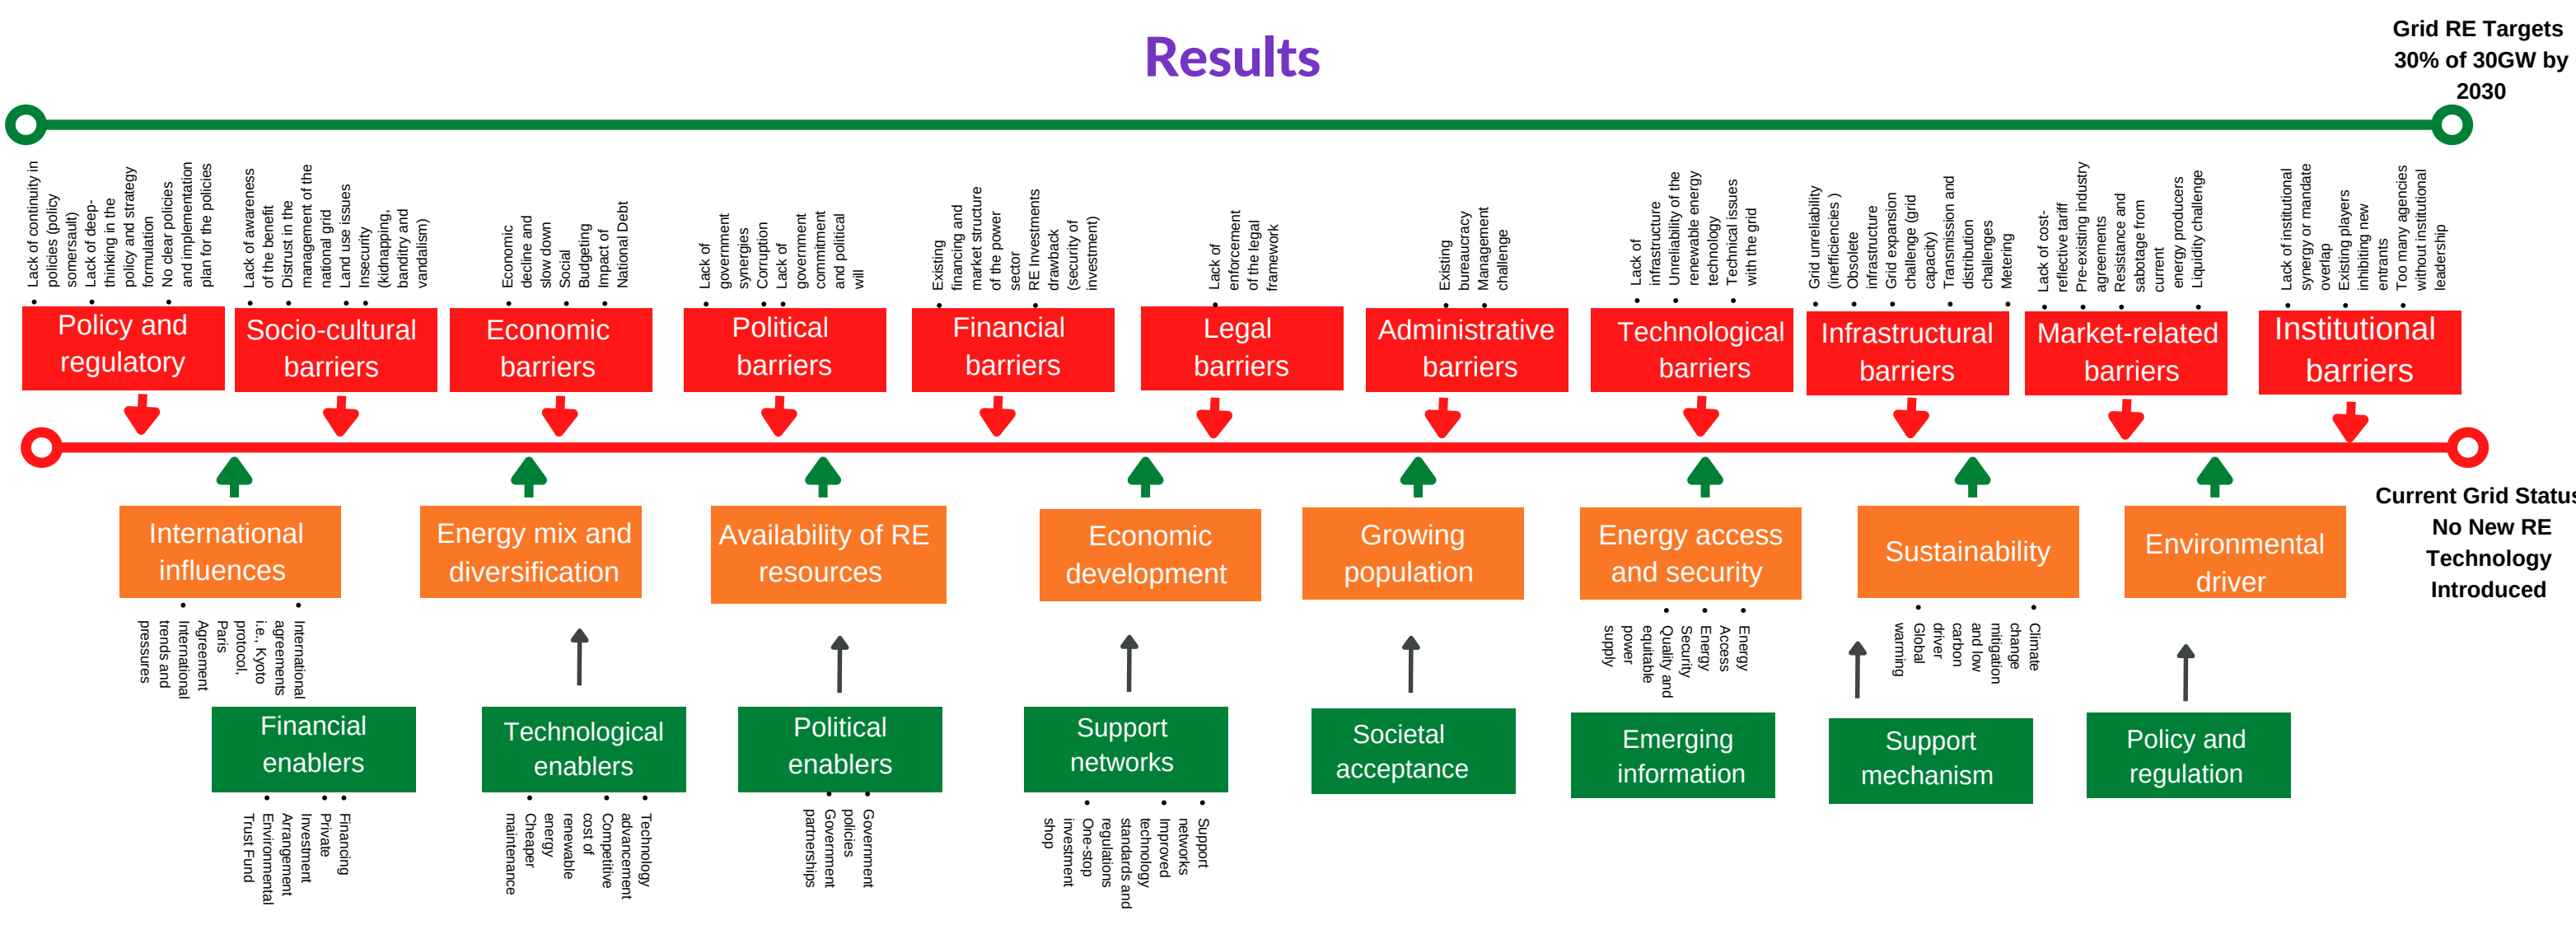 Results
Grid RE Targets
30% of 30GW by
2030
Lack of continuity in
policies (policy
somersault)
Lack of deep-
thinking in the
policy and strategy
formulation
No clear policies
and implementation
plan for the policies
Lack of awareness
of the benefit
Distrust in the
management of the
national grid
Land use issues
Insecurity
(kidnapping,
banditry and
vandalism)
Economic
decline and
slow down
Social
Budgeting
Impact of
National Debt
Lack of
government
synergies
Corruption
Lack of
government
commitment
and political
will
Existing
financing and
market structure
of the power
sector
RE Investments
drawback
(security of
investment)
Lack of
enforcement
of the legal
framework
Existing
bureaucracy
Management
challenge
Lack of
infrastructure
Unreliability of the
renewable energy
technology
Technical issues
with the grid
Grid unreliability
(inefficiencies )
Obsolete
infrastructure
Grid expansion
challenge (grid
capacity)
Transmission and
distribution
challenges
Metering
Lack of cost-
reflective tariff
Pre-existing industry
agreements
Resistance and
sabotage from
current
energy producers
Liquidity challenge
Lack of institutional
synergy or mandate
overlap
Existing players
inhibiting new
entrants
Too many agencies
without institutional
leadership
Policy and
regulatory
Socio-cultural
barriers
Economic
barriers
Political
barriers
Financial
barriers
Legal
barriers
Administrative
barriers
Technological
barriers
Infrastructural
barriers
Market-related
barriers
Institutional
barriers
Current Grid Status
No New RE
Technology
Introduced
International
influences
Energy mix and
diversification
Availability of RE
resources
Economic
development
Growing
population
Energy access
and security
Sustainability
Environmental
driver
International
agreements
i.e., Kyoto
protocol,
Paris
Agreement
International
trends and
pressures
Energy
Access
Energy
Security
Quality and
equitable
power
supply
Climate
change
mitigation
and low
carbon
driver
Global
warming
Financial
enablers
Technological
enablers
Political
enablers
Support
networks
Societal
acceptance
Emerging
information
Support
mechanism
Policy and
regulation
Financing
Private
Investment
Arrangement
Environmental
Trust Fund
Technology
advancement
Competitive
cost of
renewable
energy
Cheaper
maintenance
Government
policies
Government
partnerships
Support
networks
Improved
technology
standards and
regulations
One-stop
investment
shop